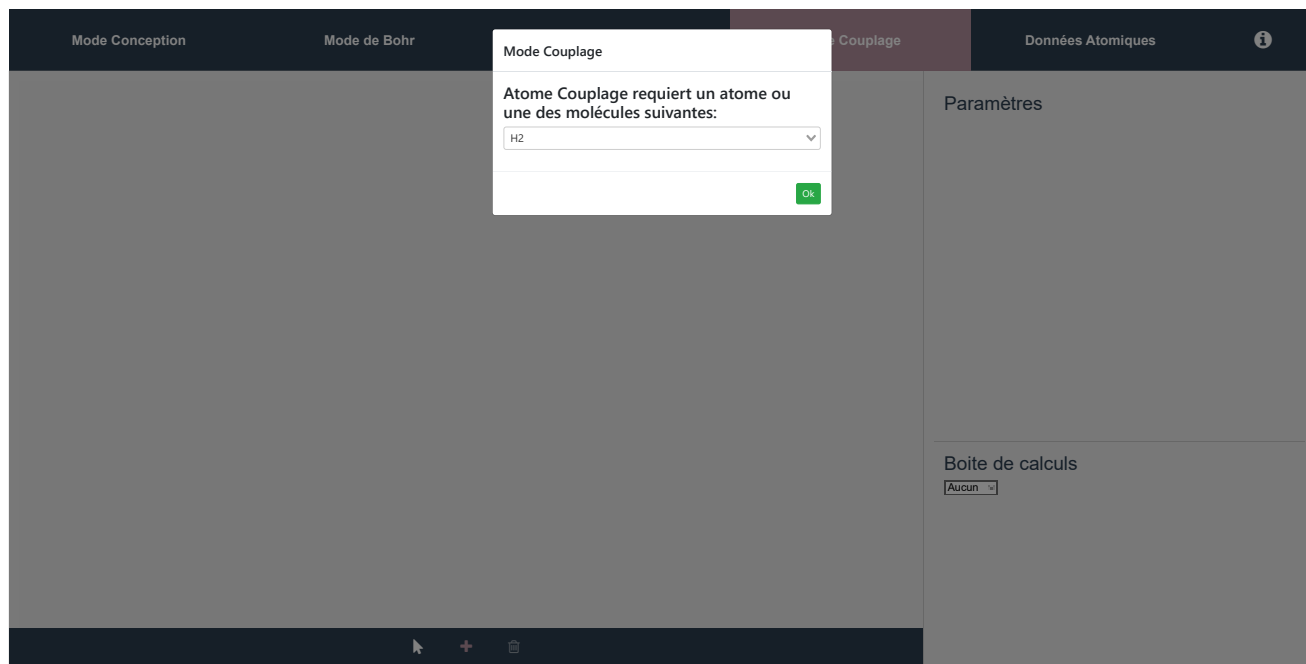 Mode Conception
Mode de Bohr
Couplage
Données Atomiques
Mode Couplage
Atome Couplage requiert un atome ou
une des molécules suivantes:
H2
Ok
Paramètres
Boite de calculs
Aucun